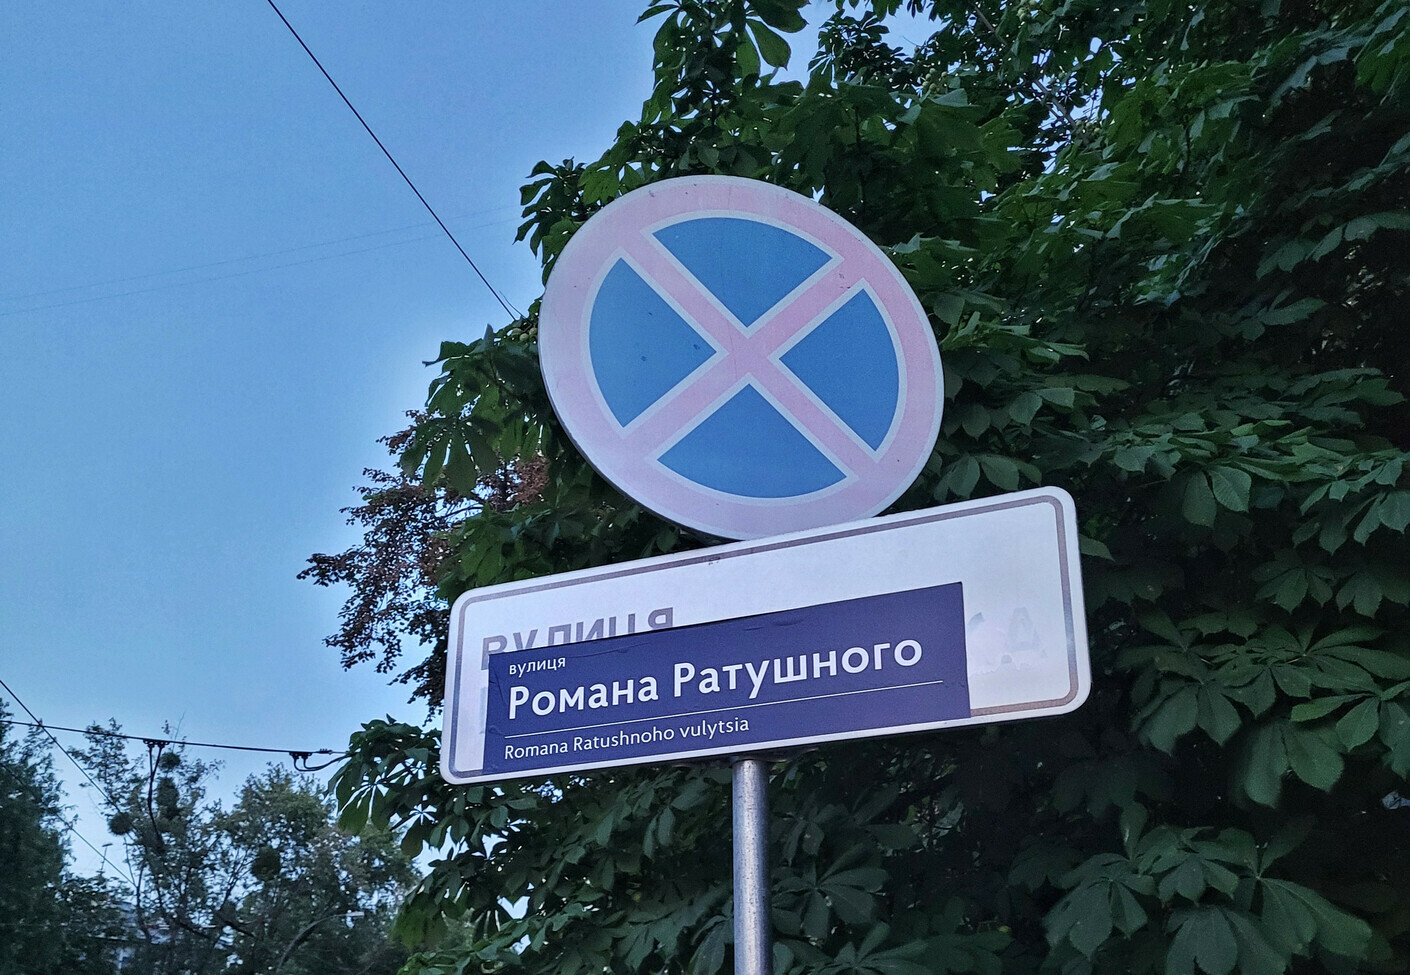 ВУЛИЦЯ
вулиця
Романа Ратушного
Romana Ratushnoho vulytsia